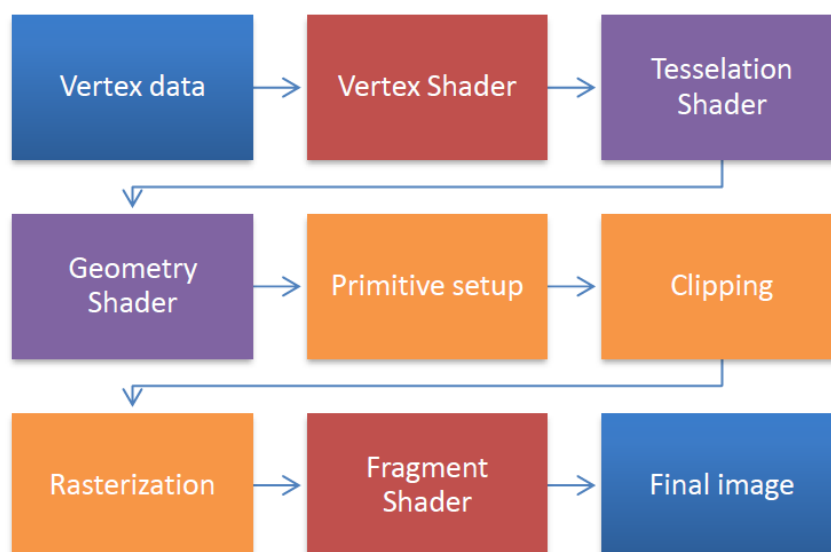 Vertex data
Vertex Shader
Tesselation
Shader
Geometry
Shader
Primitive setup
Clipping
Rasterization
Fragment
Shader
Final image